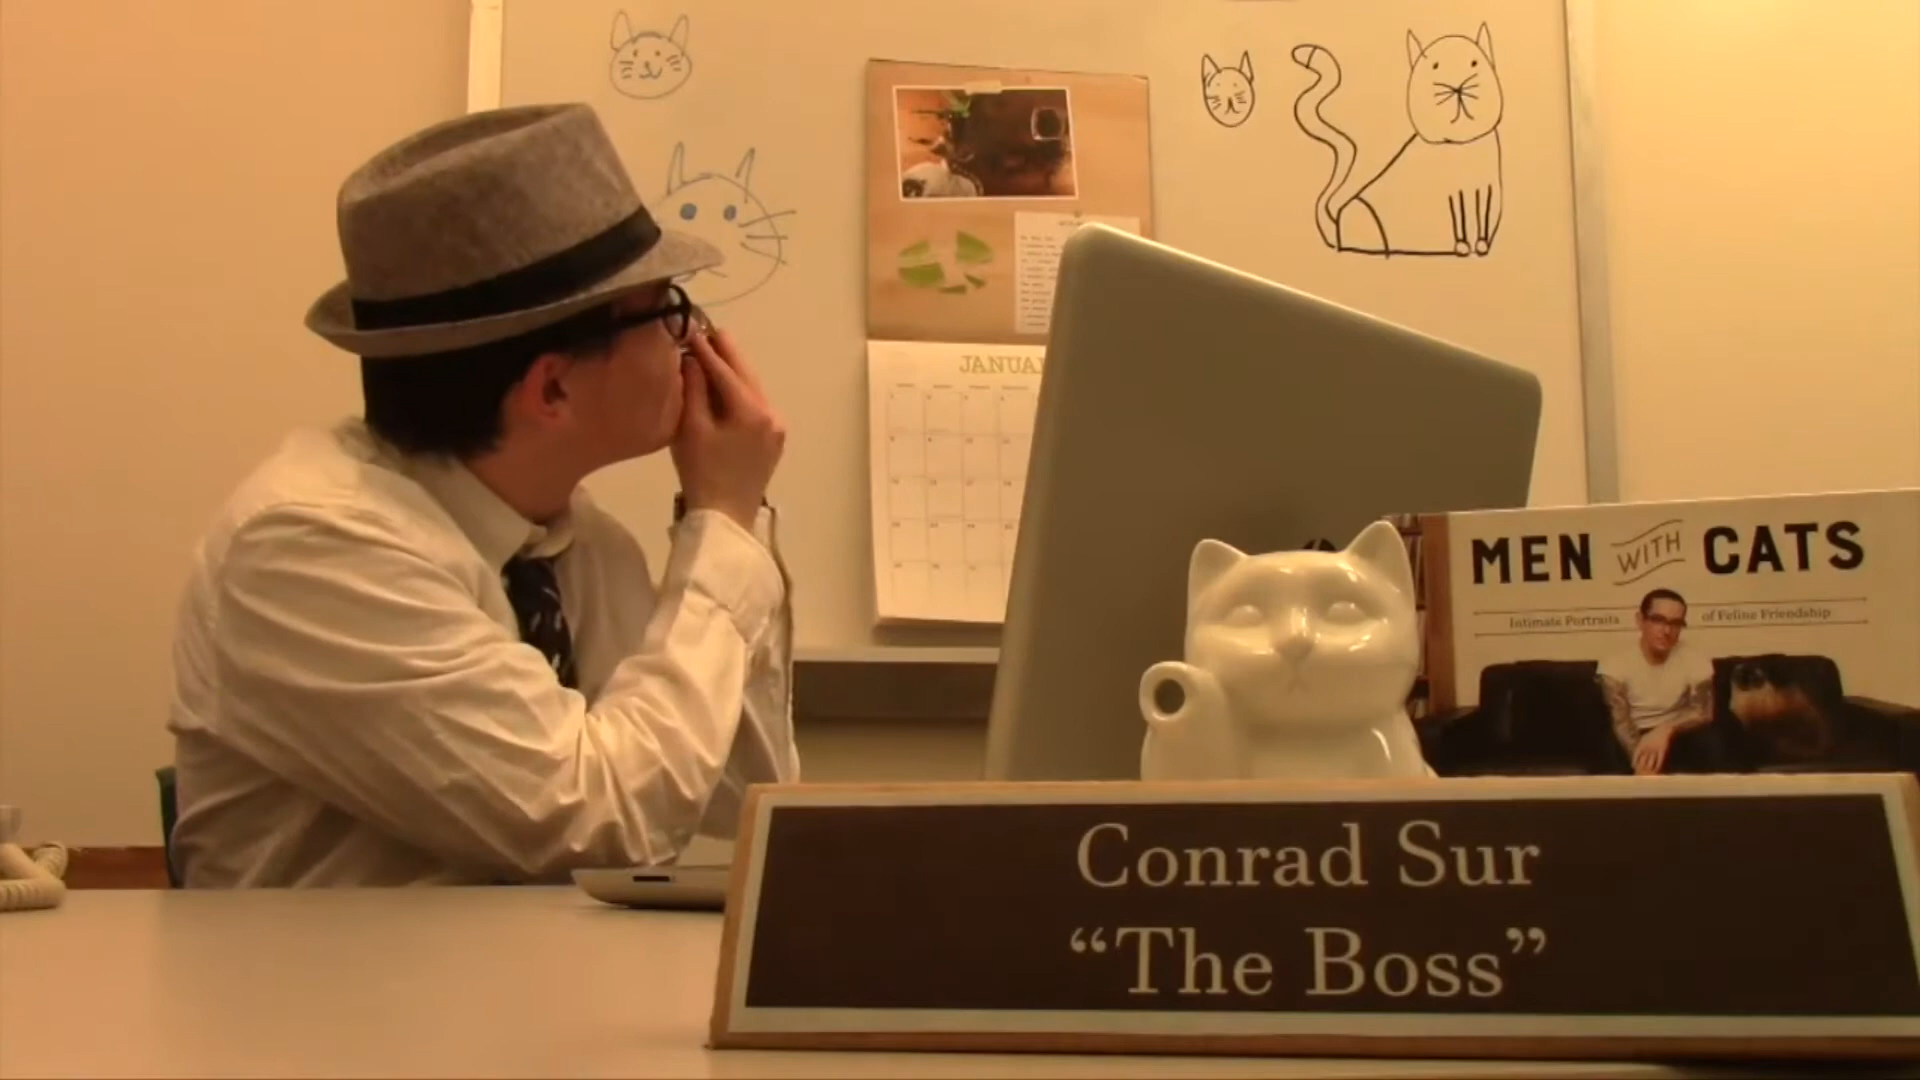 JANUA
MEN WITH CATS
Intimate Portraits of Feline Friendship
Conrad Sur
“The Boss”